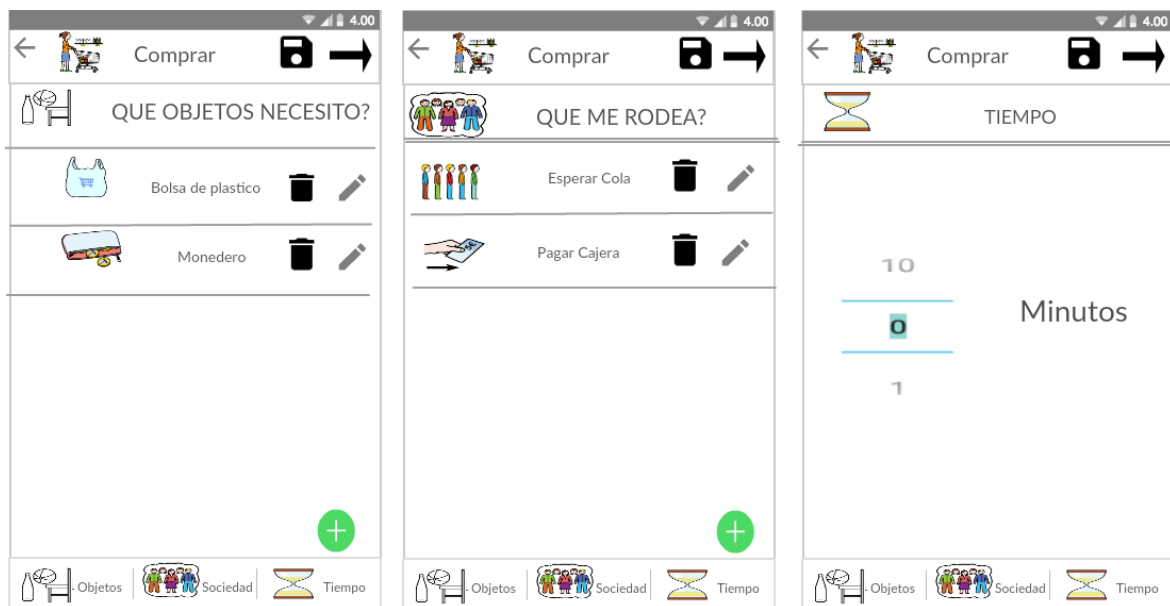 4.00
Comprar
QUE OBJETOS NECESITO?
Bolsa de plastico
Monedero
Objetos
Sociedad
Tiempo
4.00
Comprar
QUE ME RODEA?
Esperar Cola
5€
Pagar Cajera
Objetos
Sociedad
Tiempo
4.00
Comprar
TIEMPO
10
0
Minutos
1
Objetos
Sociedad
Tiempo